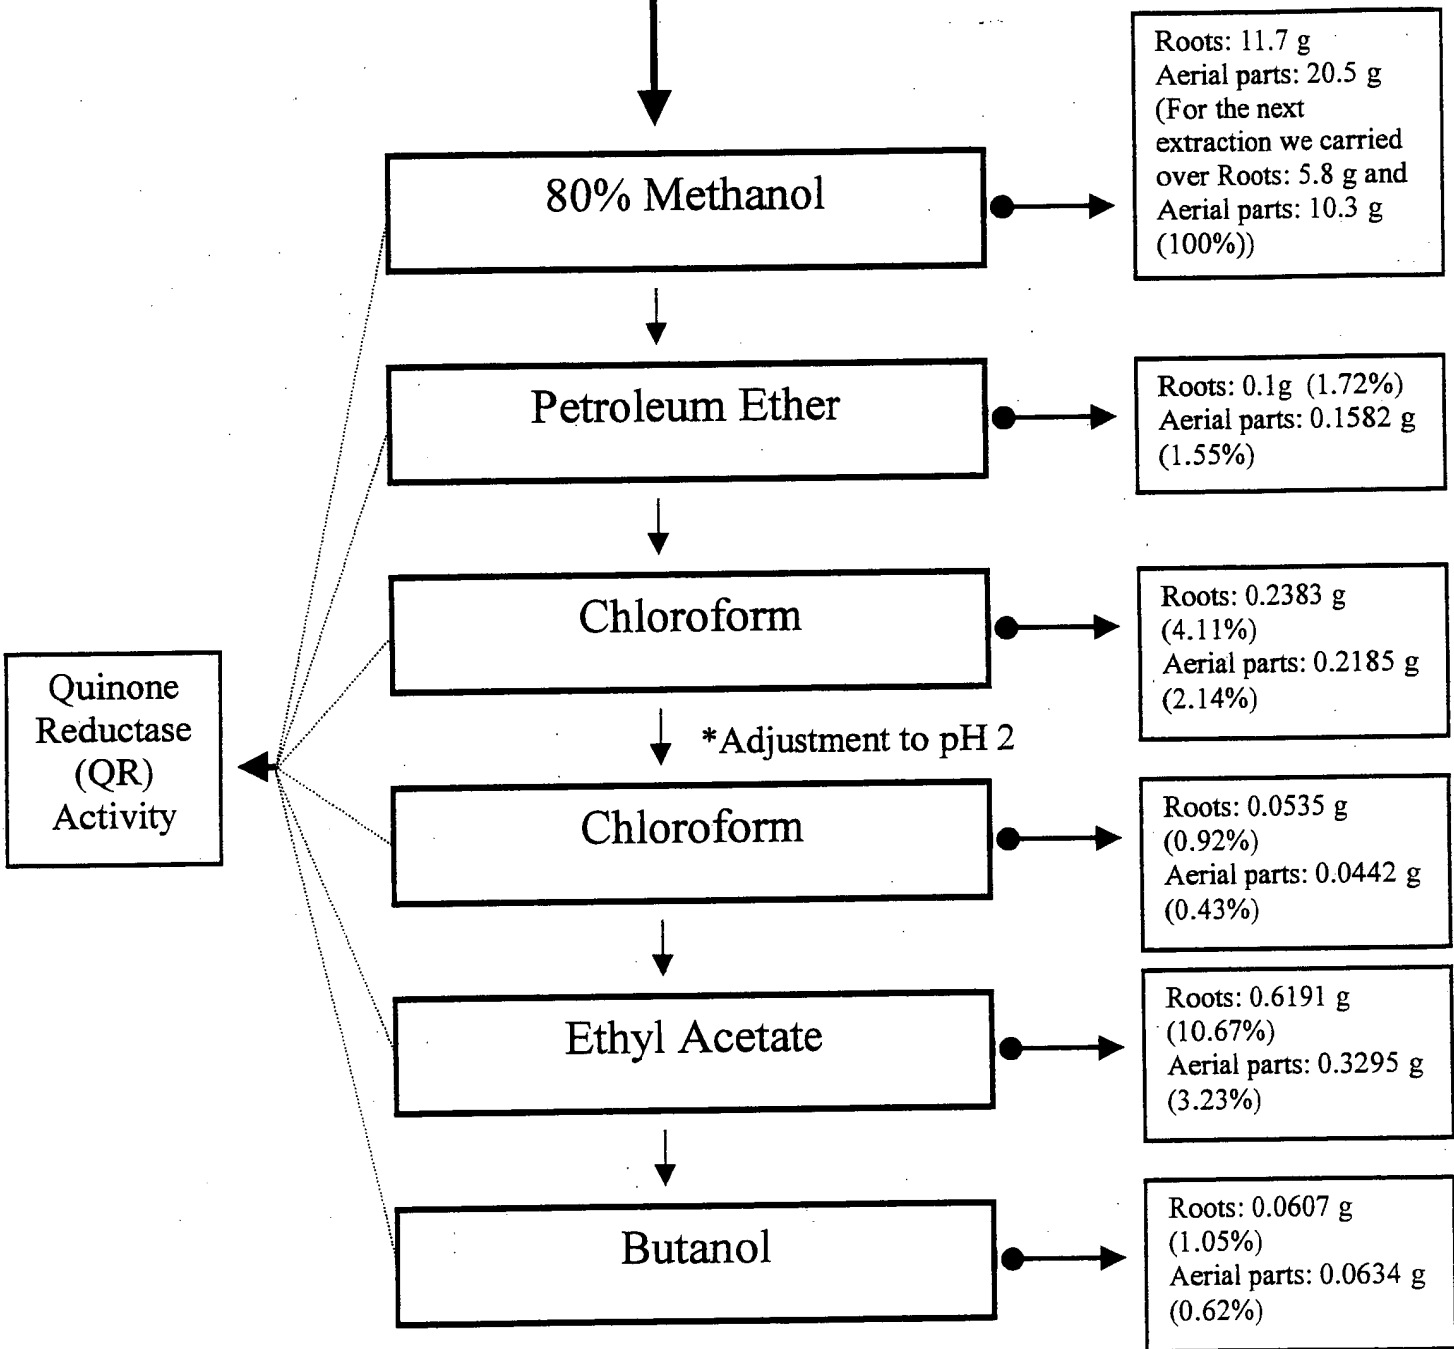 Roots: 11.7 g
Aerial parts: 20.5 g
(For the next
extraction we carried
over Roots: 5.8 g and
Aerial parts: 10.3 g
(100%))
80% Methanol
Petroleum Ether
Roots: 0.1g (1.72%)
Aerial parts: 0.1582 g
(1.55%)
Chloroform
Roots: 0.2383 g
(4.11%)
Aerial parts: 0.2185 g
(2.14%)
Quinone
Reductase
(QR)
Activity
*Adjustment to pH 2
Chloroform
Roots: 0.0535 g
(0.92%)
Aerial parts: 0.0442 g
(0.43%)
Ethyl Acetate
Roots: 0.6191 g
(10.67%)
Aerial parts: 0.3295 g
(3.23%)
Butanol
Roots: 0.0607 g
(1.05%)
Aerial parts: 0.0634 g
(0.62%)